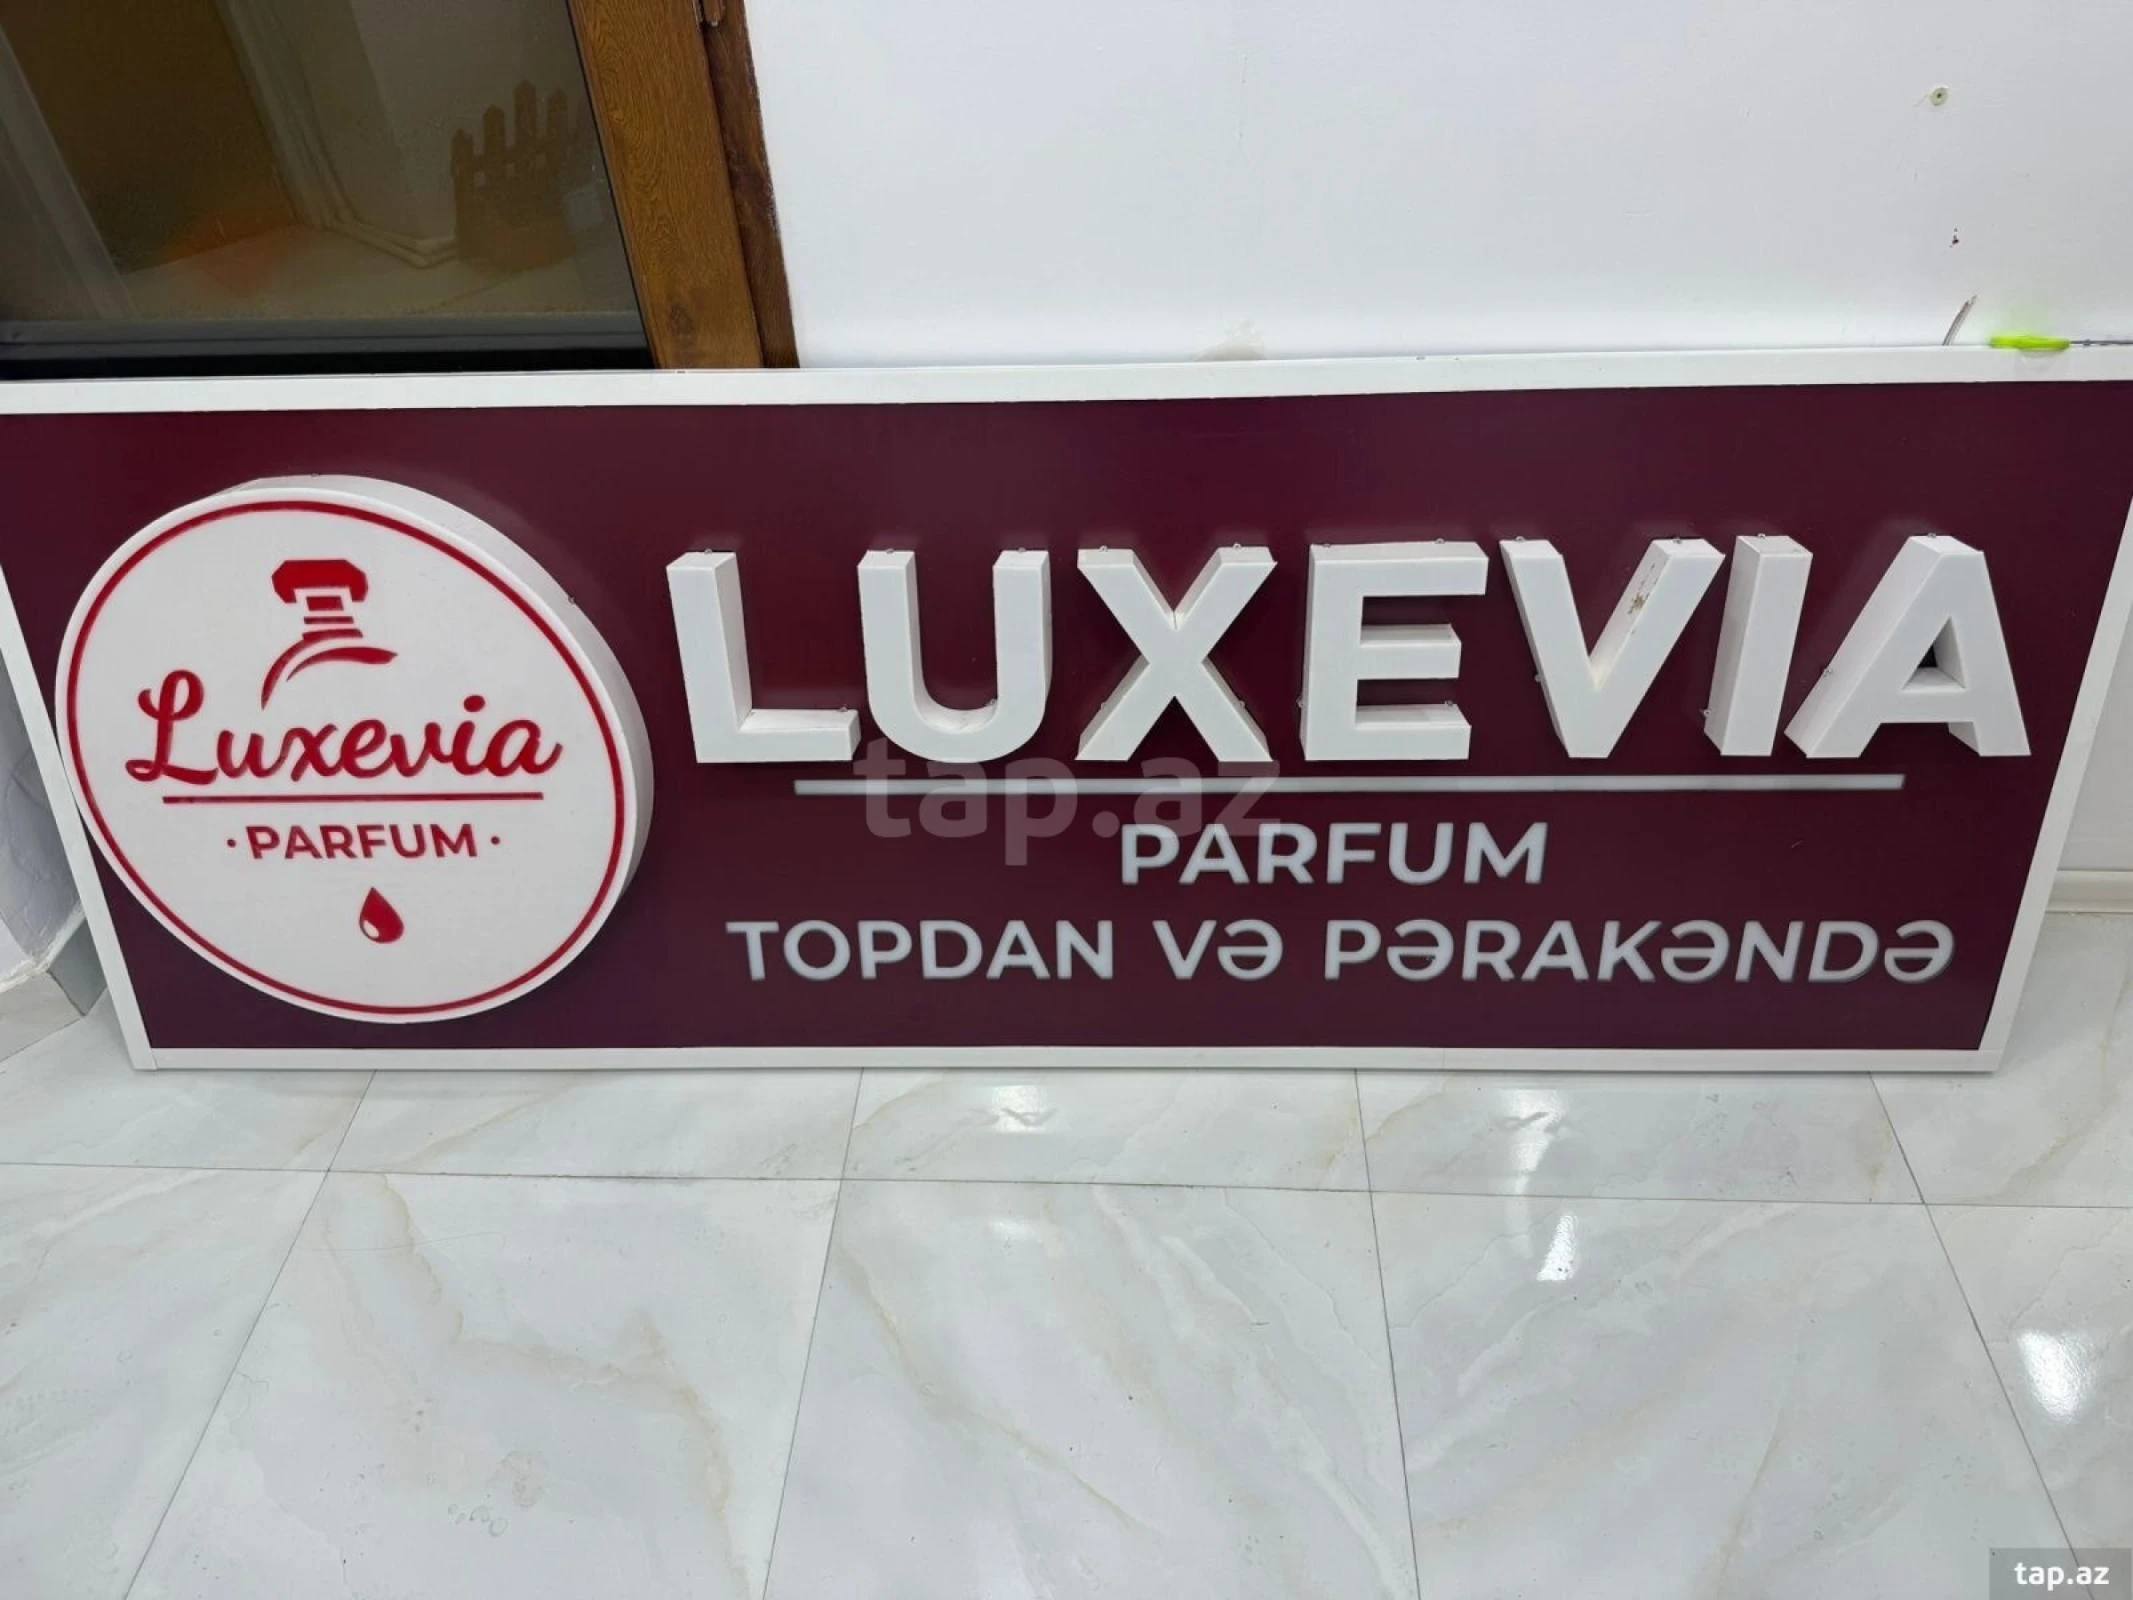 Luxevia
· PARFUM ·
LUXEVIA
PARFUM
TOPDAN VƏ PƏRAKƏNDƏ
tap.az
tap.az